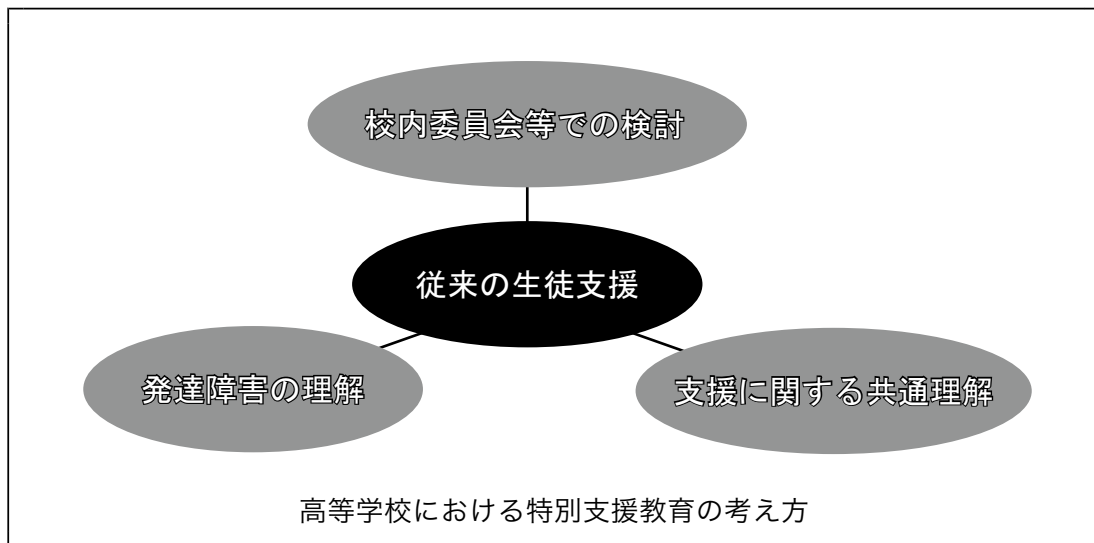 校内委員会等での検討
従来の生徒支援
発達障害の理解
支援に関する共通理解
高等学校における特別支援教育の考え方